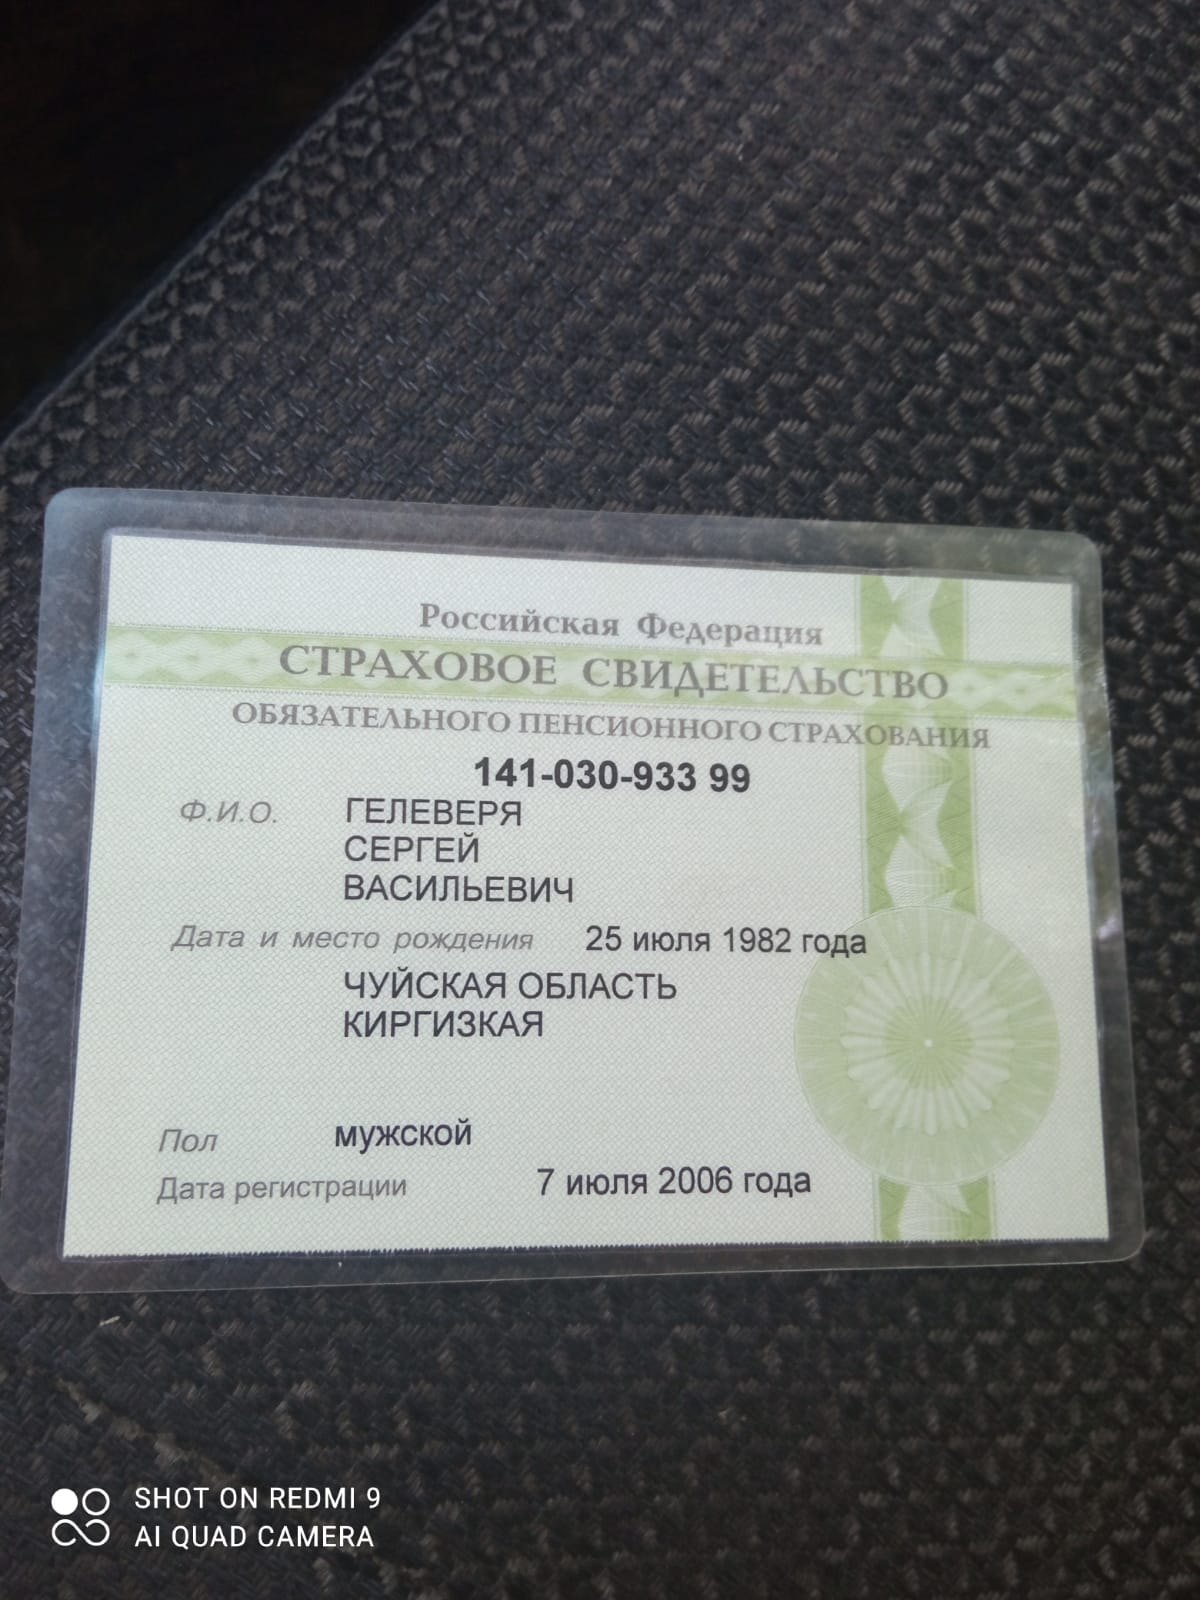 Российская Федерация
СТРАХОВОЕ СВИДЕТЕЛЬСТВО
ОБЯЗАТЕЛЬНОГО ПЕНСИОННОГО СТРАХОВАНИЯ
141-030-933 99
Ф.И.О. ГЕЛЕВЕРЯ
СЕРГЕЙ
ВАСИЛЬЕВИЧ
Дата и место рождения 25 июля 1982 года
ЧУЙСКАЯ ОБЛАСТЬ
КИРГИЗКАЯ
Пол мужской
Дата регистрации 7 июля 2006 года
SHOT ON REDMI 9
AI QUAD CAMERA